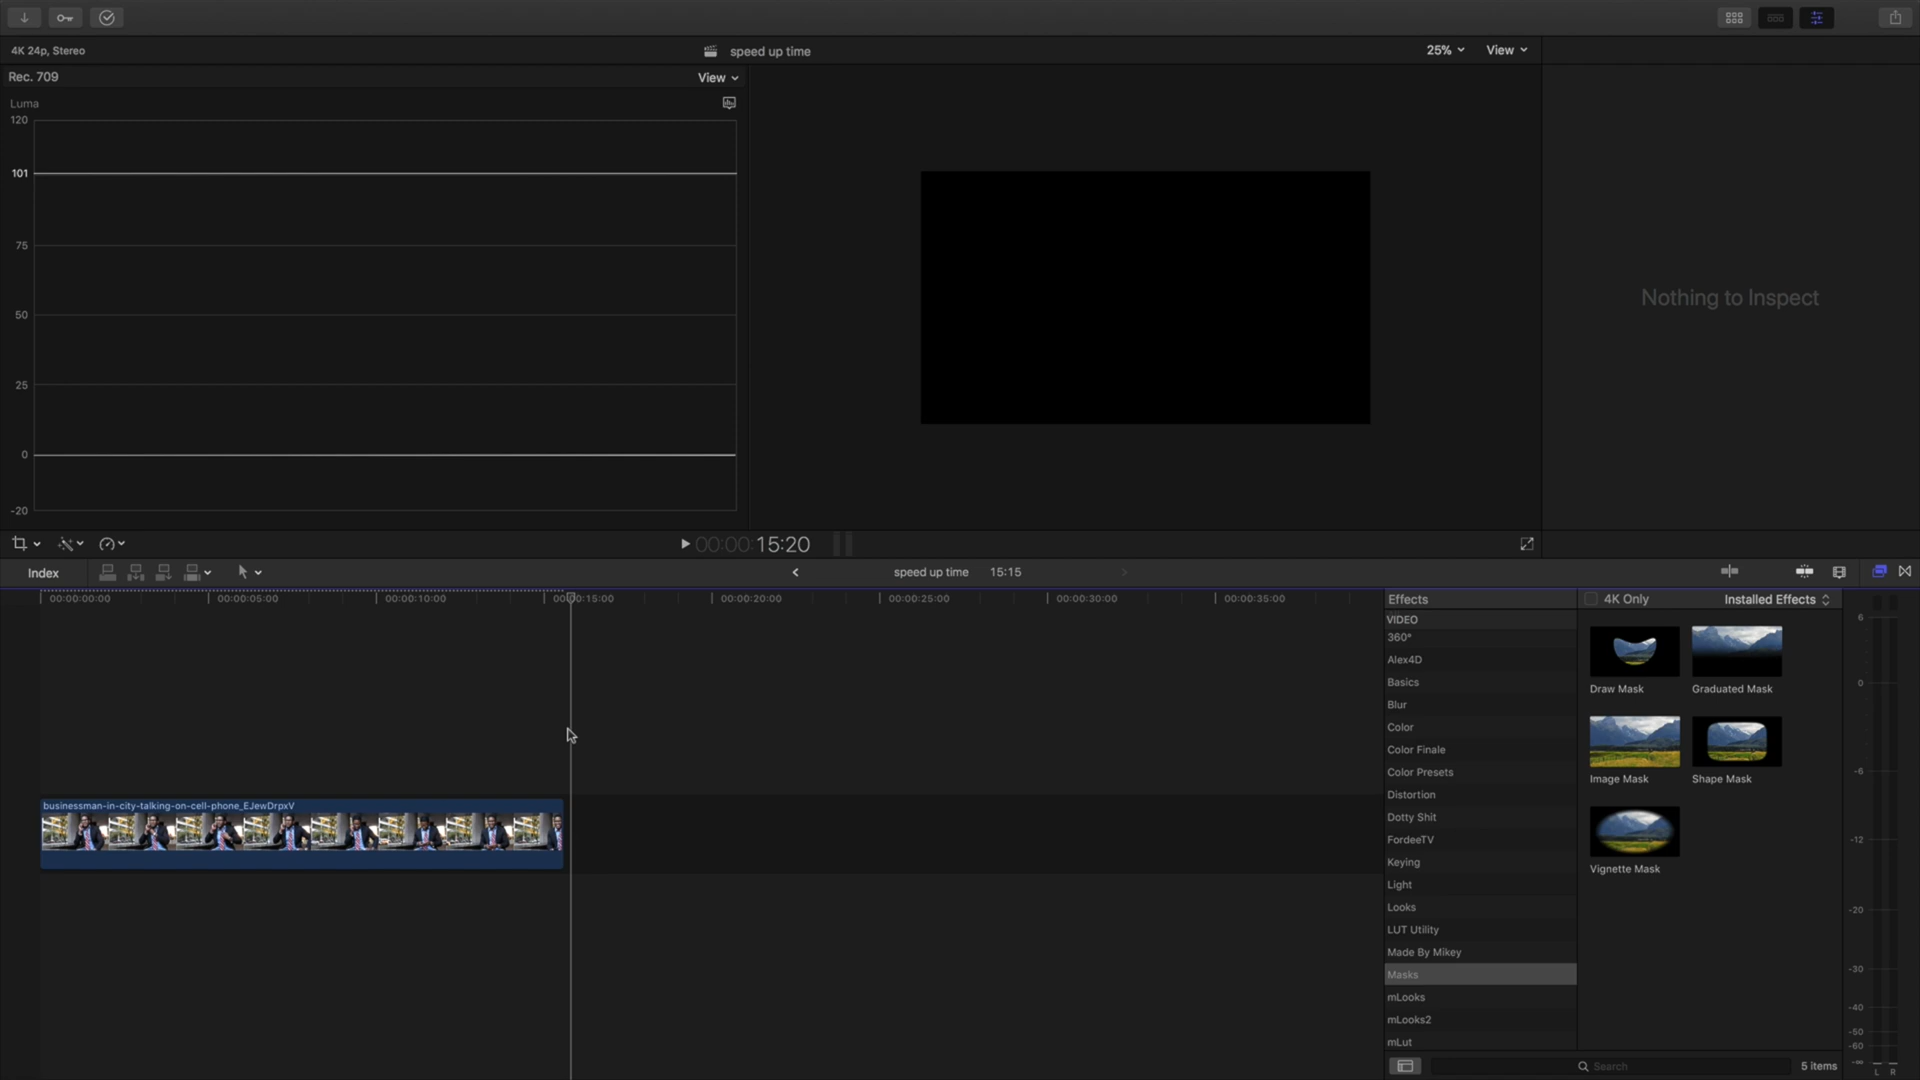 4K 24p, Stereo
speed up time
25%
View
Rec. 709
View
Luma
120
101
75
50
25
0
-20
Nothing to Inspect
00:00:15:20
Index
speed up time
15:15
00:00:00:00
00:00:05:00
00:00:10:00
00:00:15:00
00:00:20:00
00:00:25:00
00:00:30:00
00:00:35:00
businessman-in-city-talking-on-cell-phone_EJewDrpxV
Effects
VIDEO
360°
Alex4D
Basics
Blur
Color
Color Finale
Color Presets
Distortion
Dotty Shit
FordeeTV
Keying
Light
Looks
LUT Utility
Made By Mikey
Masks
mLooks
mLooks2
mLut
4K Only
Installed Effects
Draw Mask
Graduated Mask
Image Mask
Shape Mask
Vignette Mask
Search
5 items
6
0
-6
-12
-20
-30
-40
-50
-60
-∞
L R